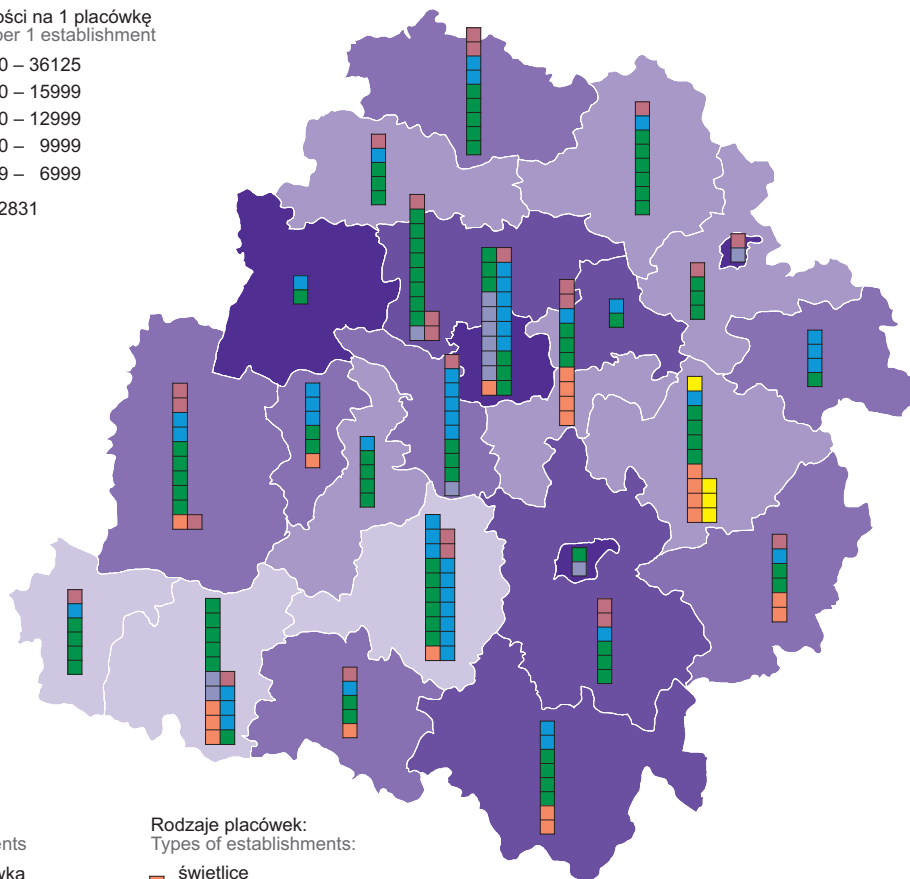 ości na 1 placówkę
per 1 establishment
0 – 36125
0 – 15999
0 – 12999
0 – 9999
9 – 6999
2831
Rodzaje placówek:
Types of establishments:
ents
wka
świetlice